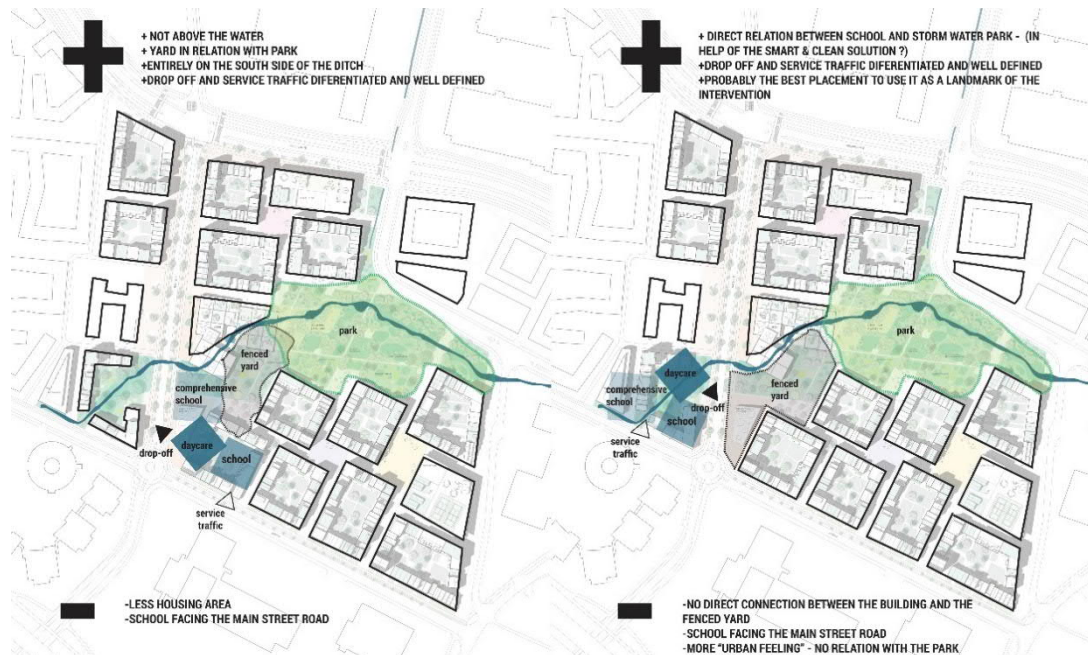 + NOT ABOVE THE WATER
+ YARD IN RELATION WITH PARK
+ENTIRELY ON THE SOUTH SIDE OF THE DITCH
+DROP OFF AND SERVICE TRAFFIC DIFERENTIATED AND WELL DEFINED
park
fenced
yard
comprehensive
school
daycare
drop-off
school
service
traffic
-LESS HOUSING AREA
-SCHOOL FACING THE MAIN STREET ROAD
+ DIRECT RELATION BETWEEN SCHOOL AND STORM WATER PARK - (IN
HELP OF THE SMART & CLEAN SOLUTION ?)
+DROP OFF AND SERVICE TRAFFIC DIFERENTIATED AND WELL DEFINED
+PROBABLY THE BEST PLACEMENT TO USE IT AS A LANDMARK OF THE
INTERVENTION
park
daycare
fenced
yard
comprehensive
school
drop-off
school
service
traffic
-NO DIRECT CONNECTION BETWEEN THE BUILDING AND THE
FENCED YARD
-SCHOOL FACING THE MAIN STREET ROAD
-MORE "URBAN FEELING" - NO RELATION WITH THE PARK